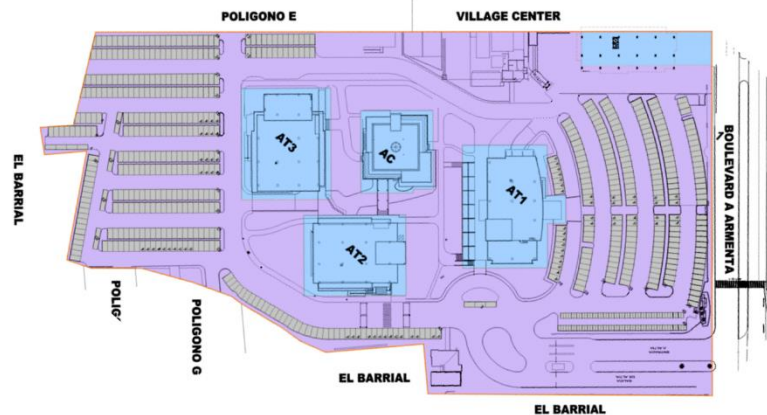 POLIGONO E
VILLAGE CENTER
AT3
AC
AT1
AT2
EL BARRIAL
BOULEVARD A ARMENTA
POLIG
POLIGONO G
EL BARRIAL
EL BARRIAL